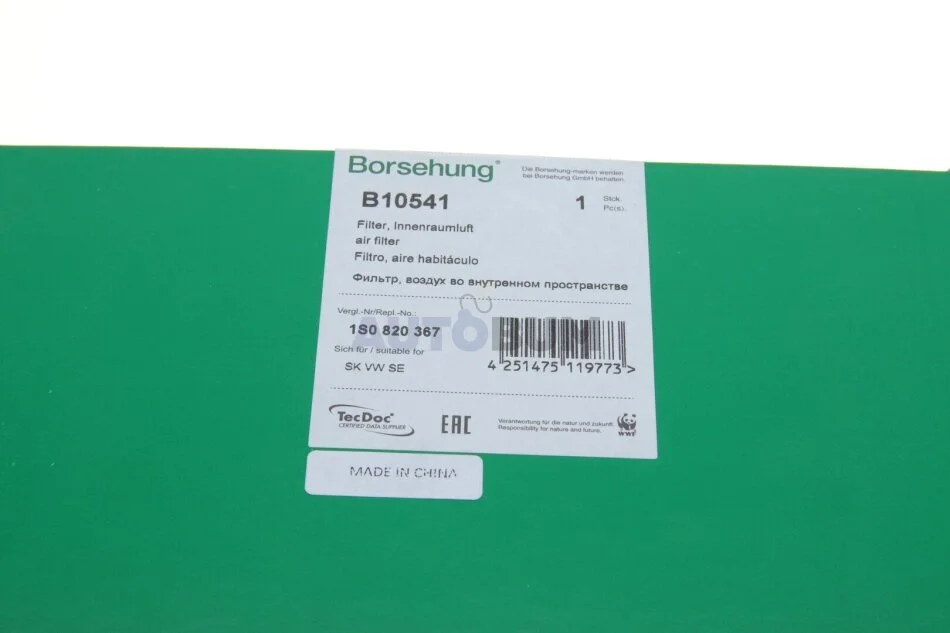 Borsehung®
Die Borsehung-marken werden
bei Borsehung GmbH behalten.
B10541
1 Stck.
Pc(s).
Filter, Innenraumluft
air filter
Filtro, aire habitáculo
Фильтр, воздух во внутренном пространстве
Vergl.-Nr/Repl.-No.:
1S0 820 367
AUTOBUM
Sich für / suitable for
SK VW SE
4 251475 119773 >
TecDoc®
CERTIFIED DATA SUPPLIER
EAC
Verantwortung für die natur und zukunft
Responsibility for nature and future.
WWF
MADE IN CHINA